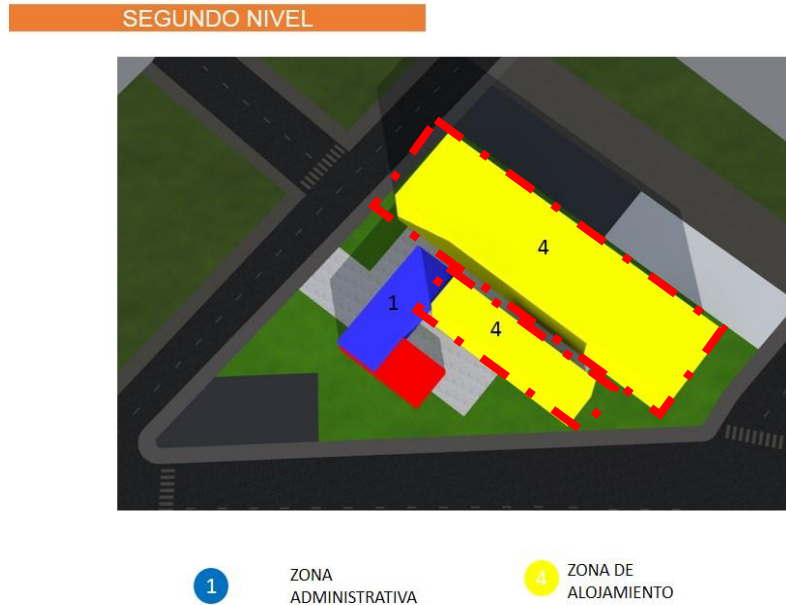 SEGUNDO NIVEL
4
1
4
1
ZONA
ADMINISTRATIVA
4
ZONA DE
ALOJAMIENTO